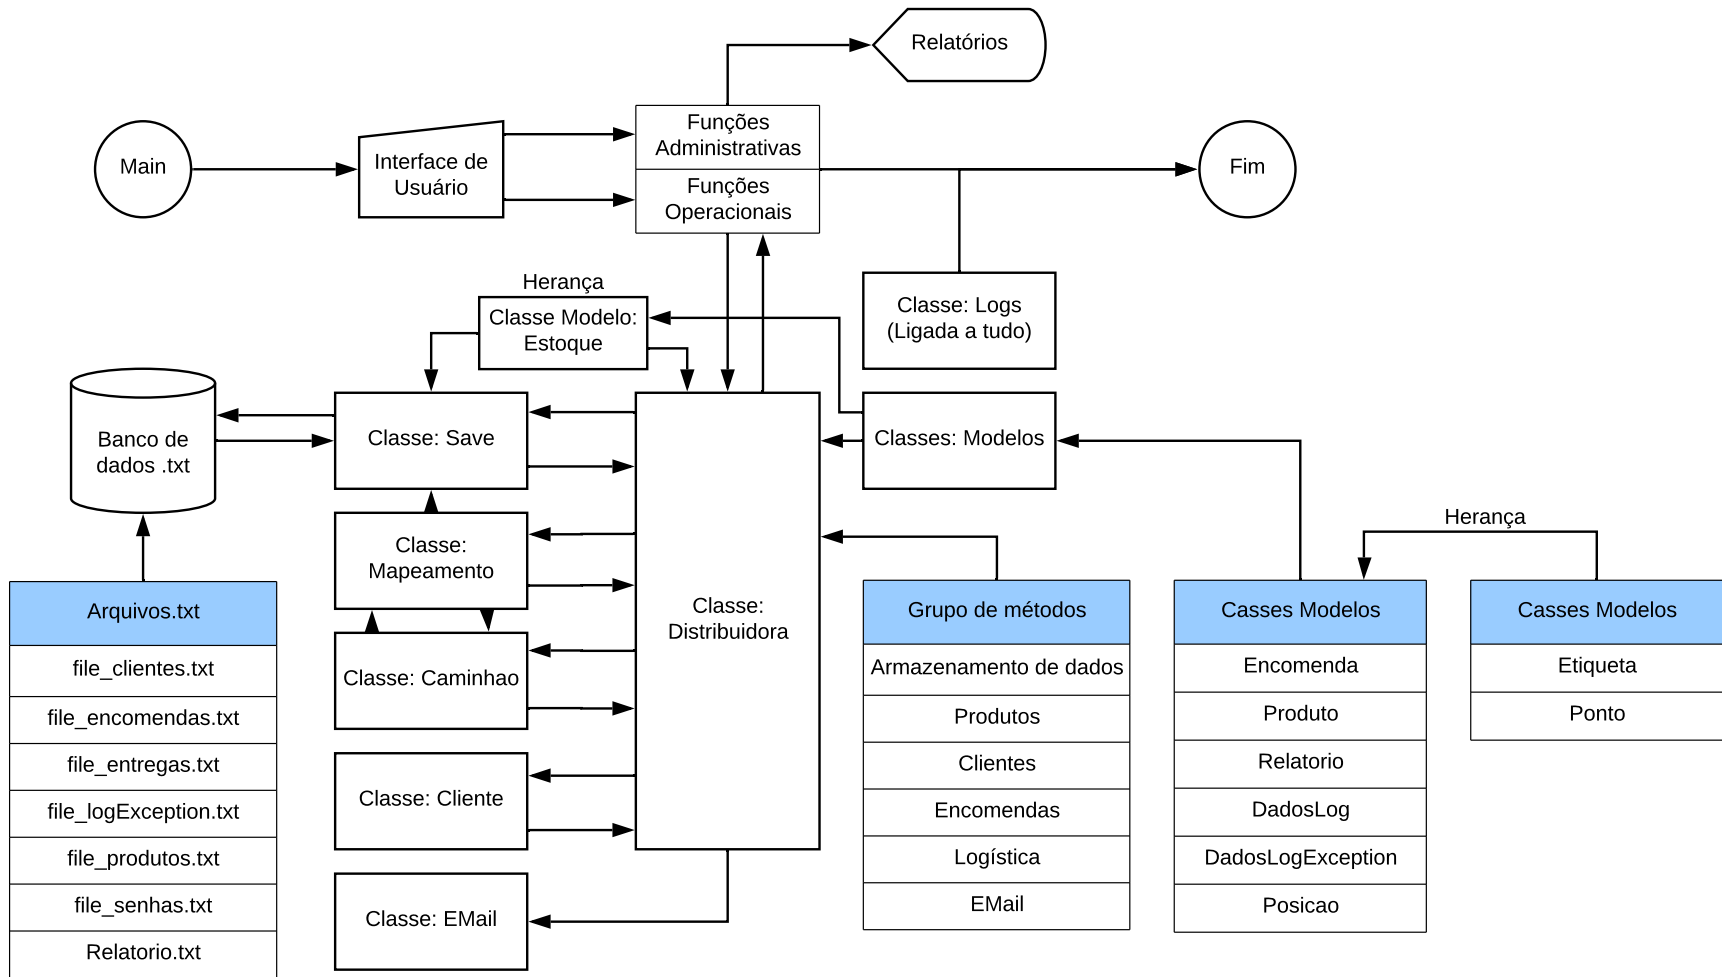 Relatórios
Main
Interface de
Usuário
Funções
Administrativas
Funções
Operacionais
Fim
Herança
Classe Modelo:
Estoque
Classe: Logs
(Ligada a tudo)
Banco de
dados .txt
Classe: Save
Classes: Modelos
Classe:
Mapeamento
Classe: Caminhao
Classe: Cliente
Classe: EMail
Classe:
Distribuidora
Herança
Arquivos.txt
file_clientes.txt
file_encomendas.txt
file_entregas.txt
file_logException.txt
file_produtos.txt
file_senhas.txt
Relatorio.txt
Grupo de métodos
Armazenamento de dados
Produtos
Clientes
Encomendas
Logística
EMail
Casses Modelos
Encomenda
Produto
Relatorio
DadosLog
DadosLogException
Posicao
Casses Modelos
Etiqueta
Ponto